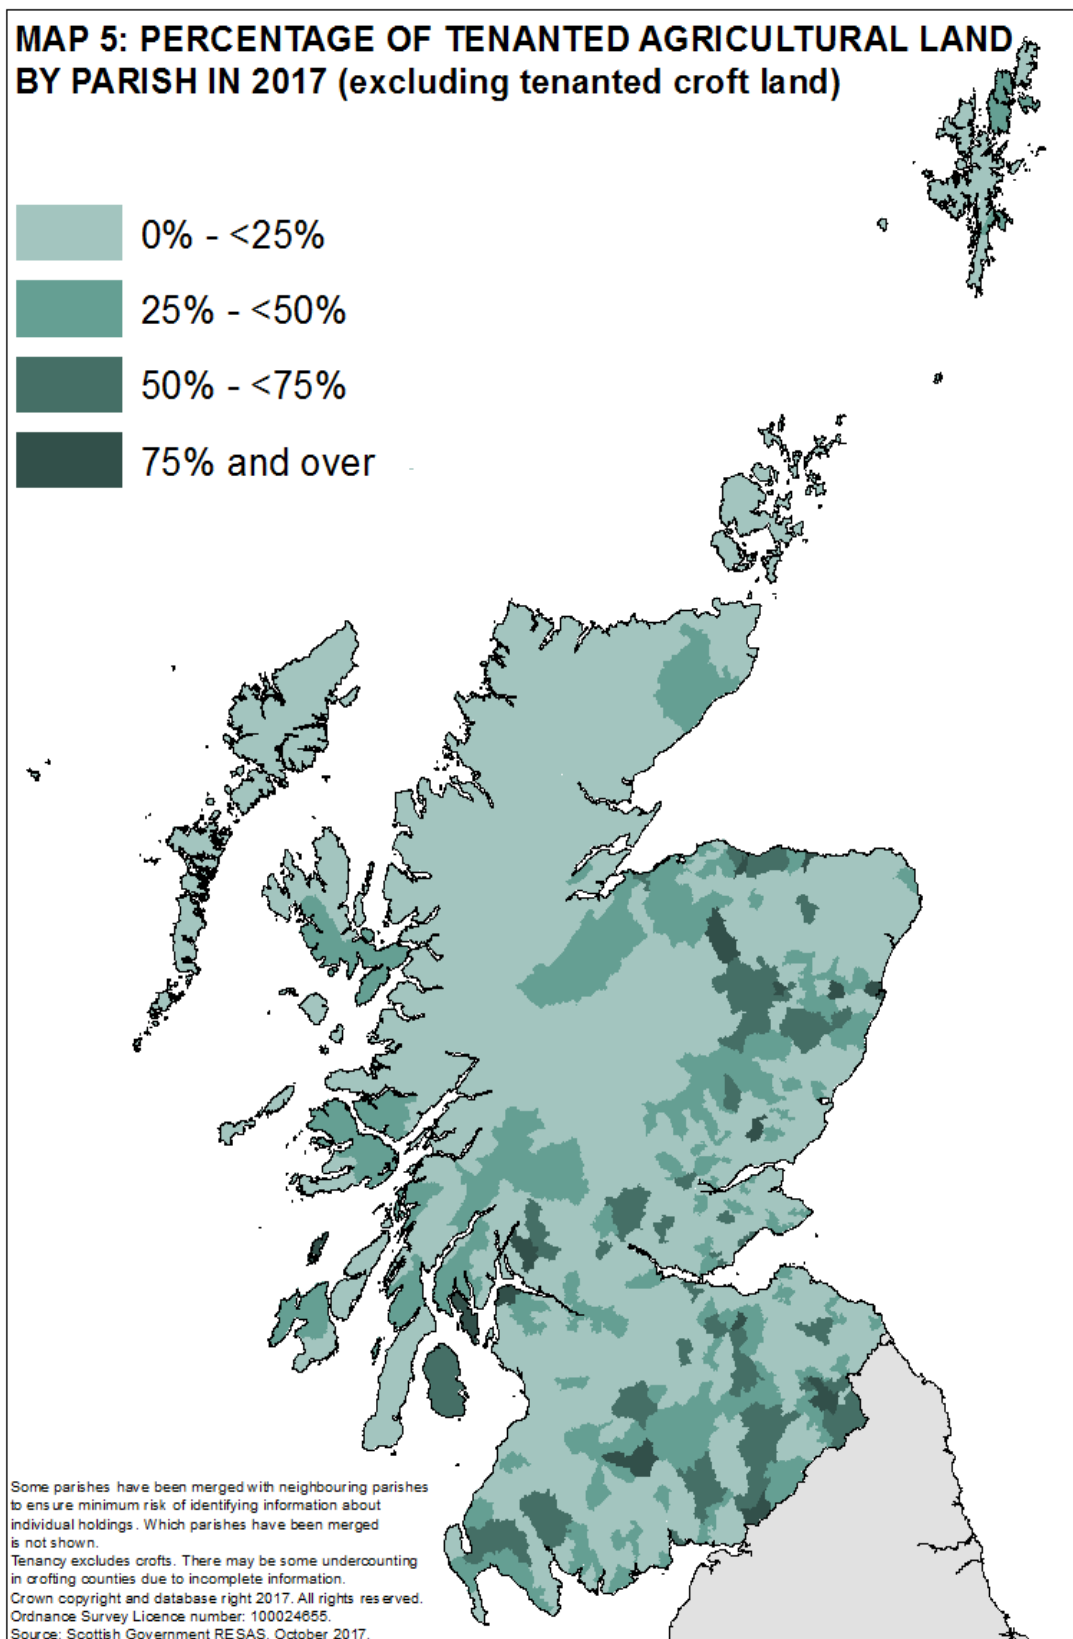 MAP 5: PERCENTAGE OF TENANTED AGRICULTURAL LAND
BY PARISH IN 2017 (excluding tenanted croft land)
0% - <25%
25% - <50%
50% - <75%
75% and over
Some parishes have been merged with neighbouring parishes
to ensure minimum risk of identifying information about
individual holdings. Which parishes have been merged
is not shown.
Tenancy excludes crofts. There may be some undercounting
in crofting counties due to incomplete information.
Crown copyright and database right 2017. All rights reserved.
Ordnance Survey Licence number: 100024655.
Source: Scottish Government RESAS, October 2017.